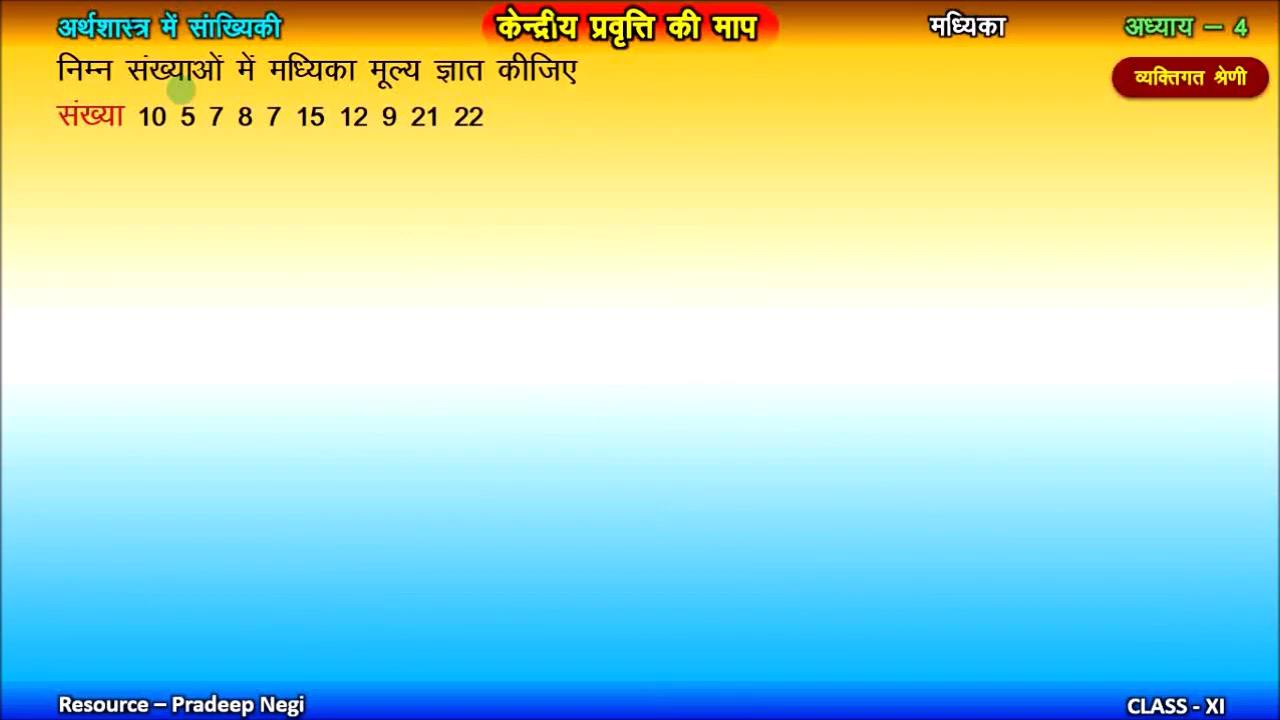 अर्थशास्त्र में सांख्यिकी केन्द्रीय प्रवृत्ति की माप मध्यिका अध्याय – 4
निम्न संख्याओं में मध्यिका मूल्य ज्ञात कीजिए
व्यक्तिगत श्रेणी
संख्या 10 5 7 8 7 15 12 9 21 22
Resource – Pradeep Negi CLASS - XI